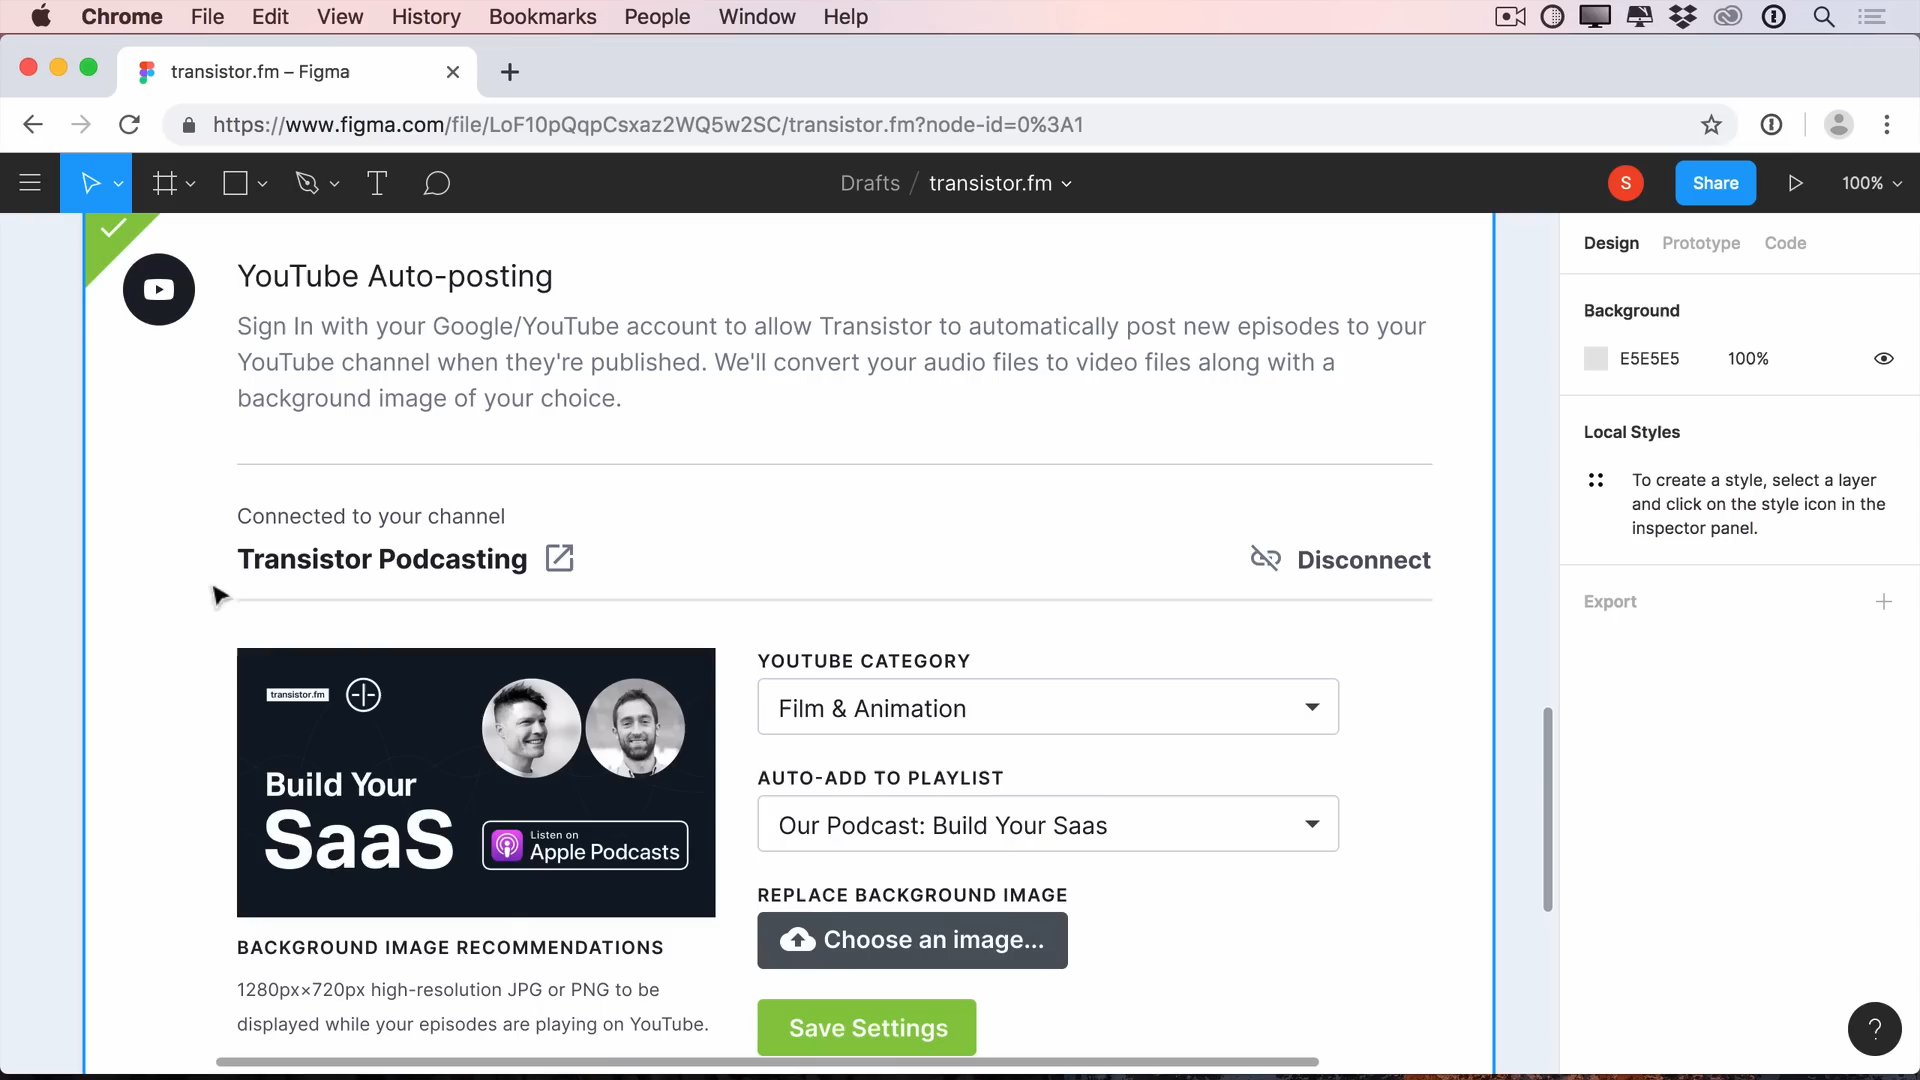 Chrome File Edit View History Bookmarks People Window Help
transistor.fm – Figma
https://www.figma.com/file/LoF10pQqpCsxaz2WQ5w2SC/transistor.fm?node-id=0%3A1
Drafts / transistor.fm
S
Share
100%
YouTube Auto-posting
Sign In with your Google/YouTube account to allow Transistor to automatically post new episodes to your
YouTube channel when they're published. We'll convert your audio files to video files along with a
background image of your choice.
Connected to your channel
Transistor Podcasting
Disconnect
transistor.fm
Build Your
SaaS
Listen on
Apple Podcasts
BACKGROUND IMAGE RECOMMENDATIONS
1280px×720px high-resolution JPG or PNG to be
displayed while your episodes are playing on YouTube.
YOUTUBE CATEGORY
Film & Animation
AUTO-ADD TO PLAYLIST
Our Podcast: Build Your Saas
REPLACE BACKGROUND IMAGE
Choose an image...
Save Settings
Design Prototype Code
Background
E5E5E5 100%
Local Styles
To create a style, select a layer
and click on the style icon in the
inspector panel.
Export
?